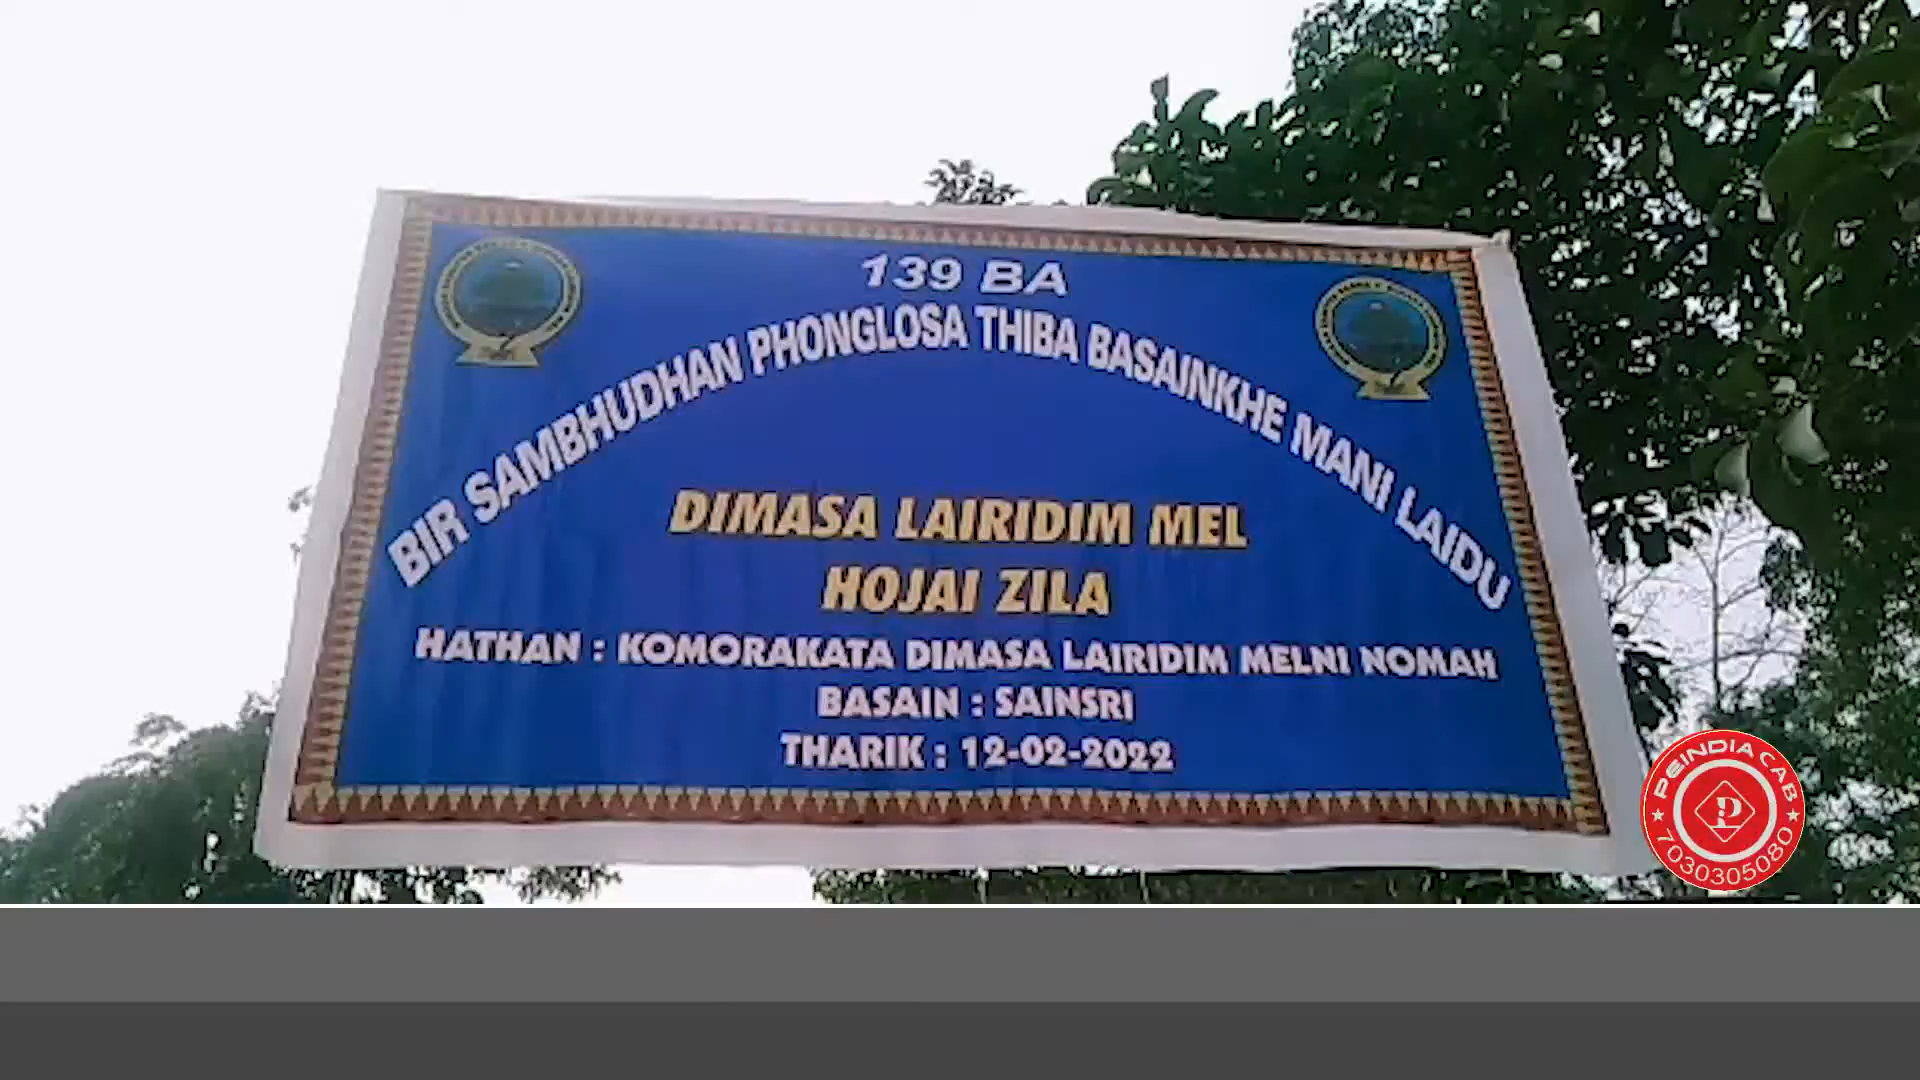 139 BA
BIR SAMBHUDHAN PHONGLOSA THIBA BASAINKHE MANI LAIDU
DIMASA LAIRIDIM MEL
HOJAI ZILA
HATHAN : KOMORAKATA DIMASA LAIRIDIM MELNI NOMAH
BASAIN : SAINSRI
THARIK : 12-02-2022
PEINDIA CAB
7030305080